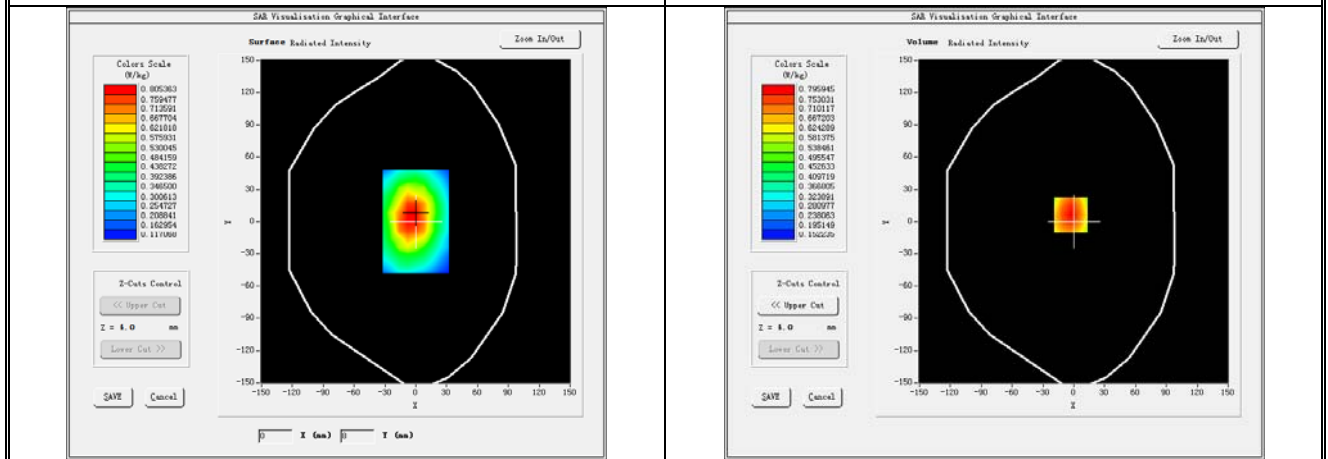 SAR Visualisation Graphical Interface
Surface Radiated Intensity
Zoom In/Out
Colors Scale
(W/kg)
0.805363
0.759477
0.713591
0.667704
0.621818
0.575931
0.530045
0.484159
0.438272
0.392386
0.346500
0.300613
0.254727
0.208841
0.162954
0.117068
Z-Cuts Control
<< Upper Cut
Z = 4.0 mm
Lower Cut >>
SAVE Cancel
150
120
90
60
30
0
-30
-60
-90
-120
-150
Y
-150 -120 -90 -60 -30 0 30 60 90 120 150
X
0 X (mm) 0 Y (mm)
SAR Visualisation Graphical Interface
Volume Radiated Intensity
Zoom In/Out
Colors Scale
(W/kg)
0.795945
0.753031
0.710117
0.667203
0.624289
0.581375
0.538461
0.495547
0.452633
0.409719
0.366805
0.323891
0.280977
0.238063
0.195149
0.152235
Z-Cuts Control
<< Upper Cut
Z = 4.0 mm
Lower Cut >>
SAVE Cancel
150
120
90
60
30
0
-30
-60
-90
-120
-150
Y
-150 -120 -90 -60 -30 0 30 60 90 120 150
X